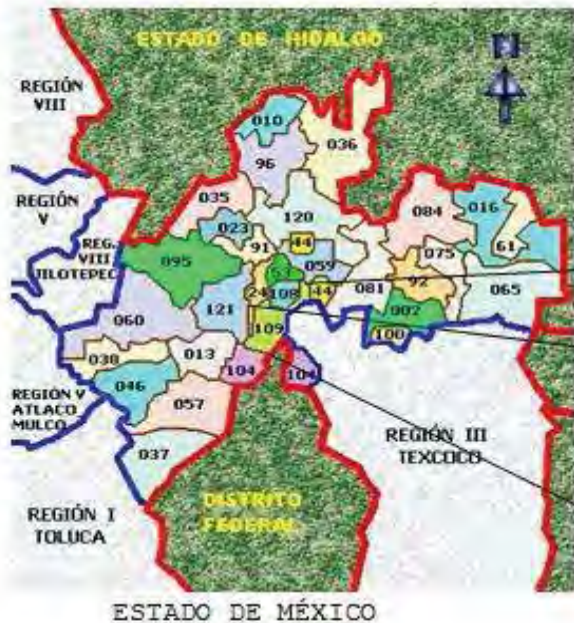 ESTADO DE HIDALGO
N
REGIÓN
VIII
010
036
96
REGIÓN
V
035
084
016
120
023
REG.
VIII
JILOTEPEC
91
44
075
61
095
53
059
24
108
44
081
92
065
060
121
002
109
100
038
013
104
104
046
REGIÓN V
ATLACO
MULCO
057
REGIÓN III
TEXCOCO
037
DISTRITO
FEDERAL
REGIÓN I
TOLUCA
ESTADO DE MÉXICO